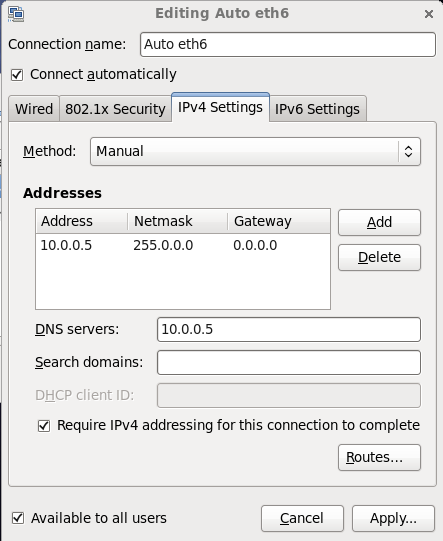 Editing Auto eth6
Connection name: Auto eth6
Connect automatically
Wired 802.1x Security IPv4 Settings IPv6 Settings
Method: Manual
Addresses
Address Netmask Gateway Add
10.0.0.5 255.0.0.0 0.0.0.0
Delete
DNS servers: 10.0.0.5
Search domains:
DHCP client ID:
Require IPv4 addressing for this connection to complete
Routes...
Available to all users Cancel Apply...